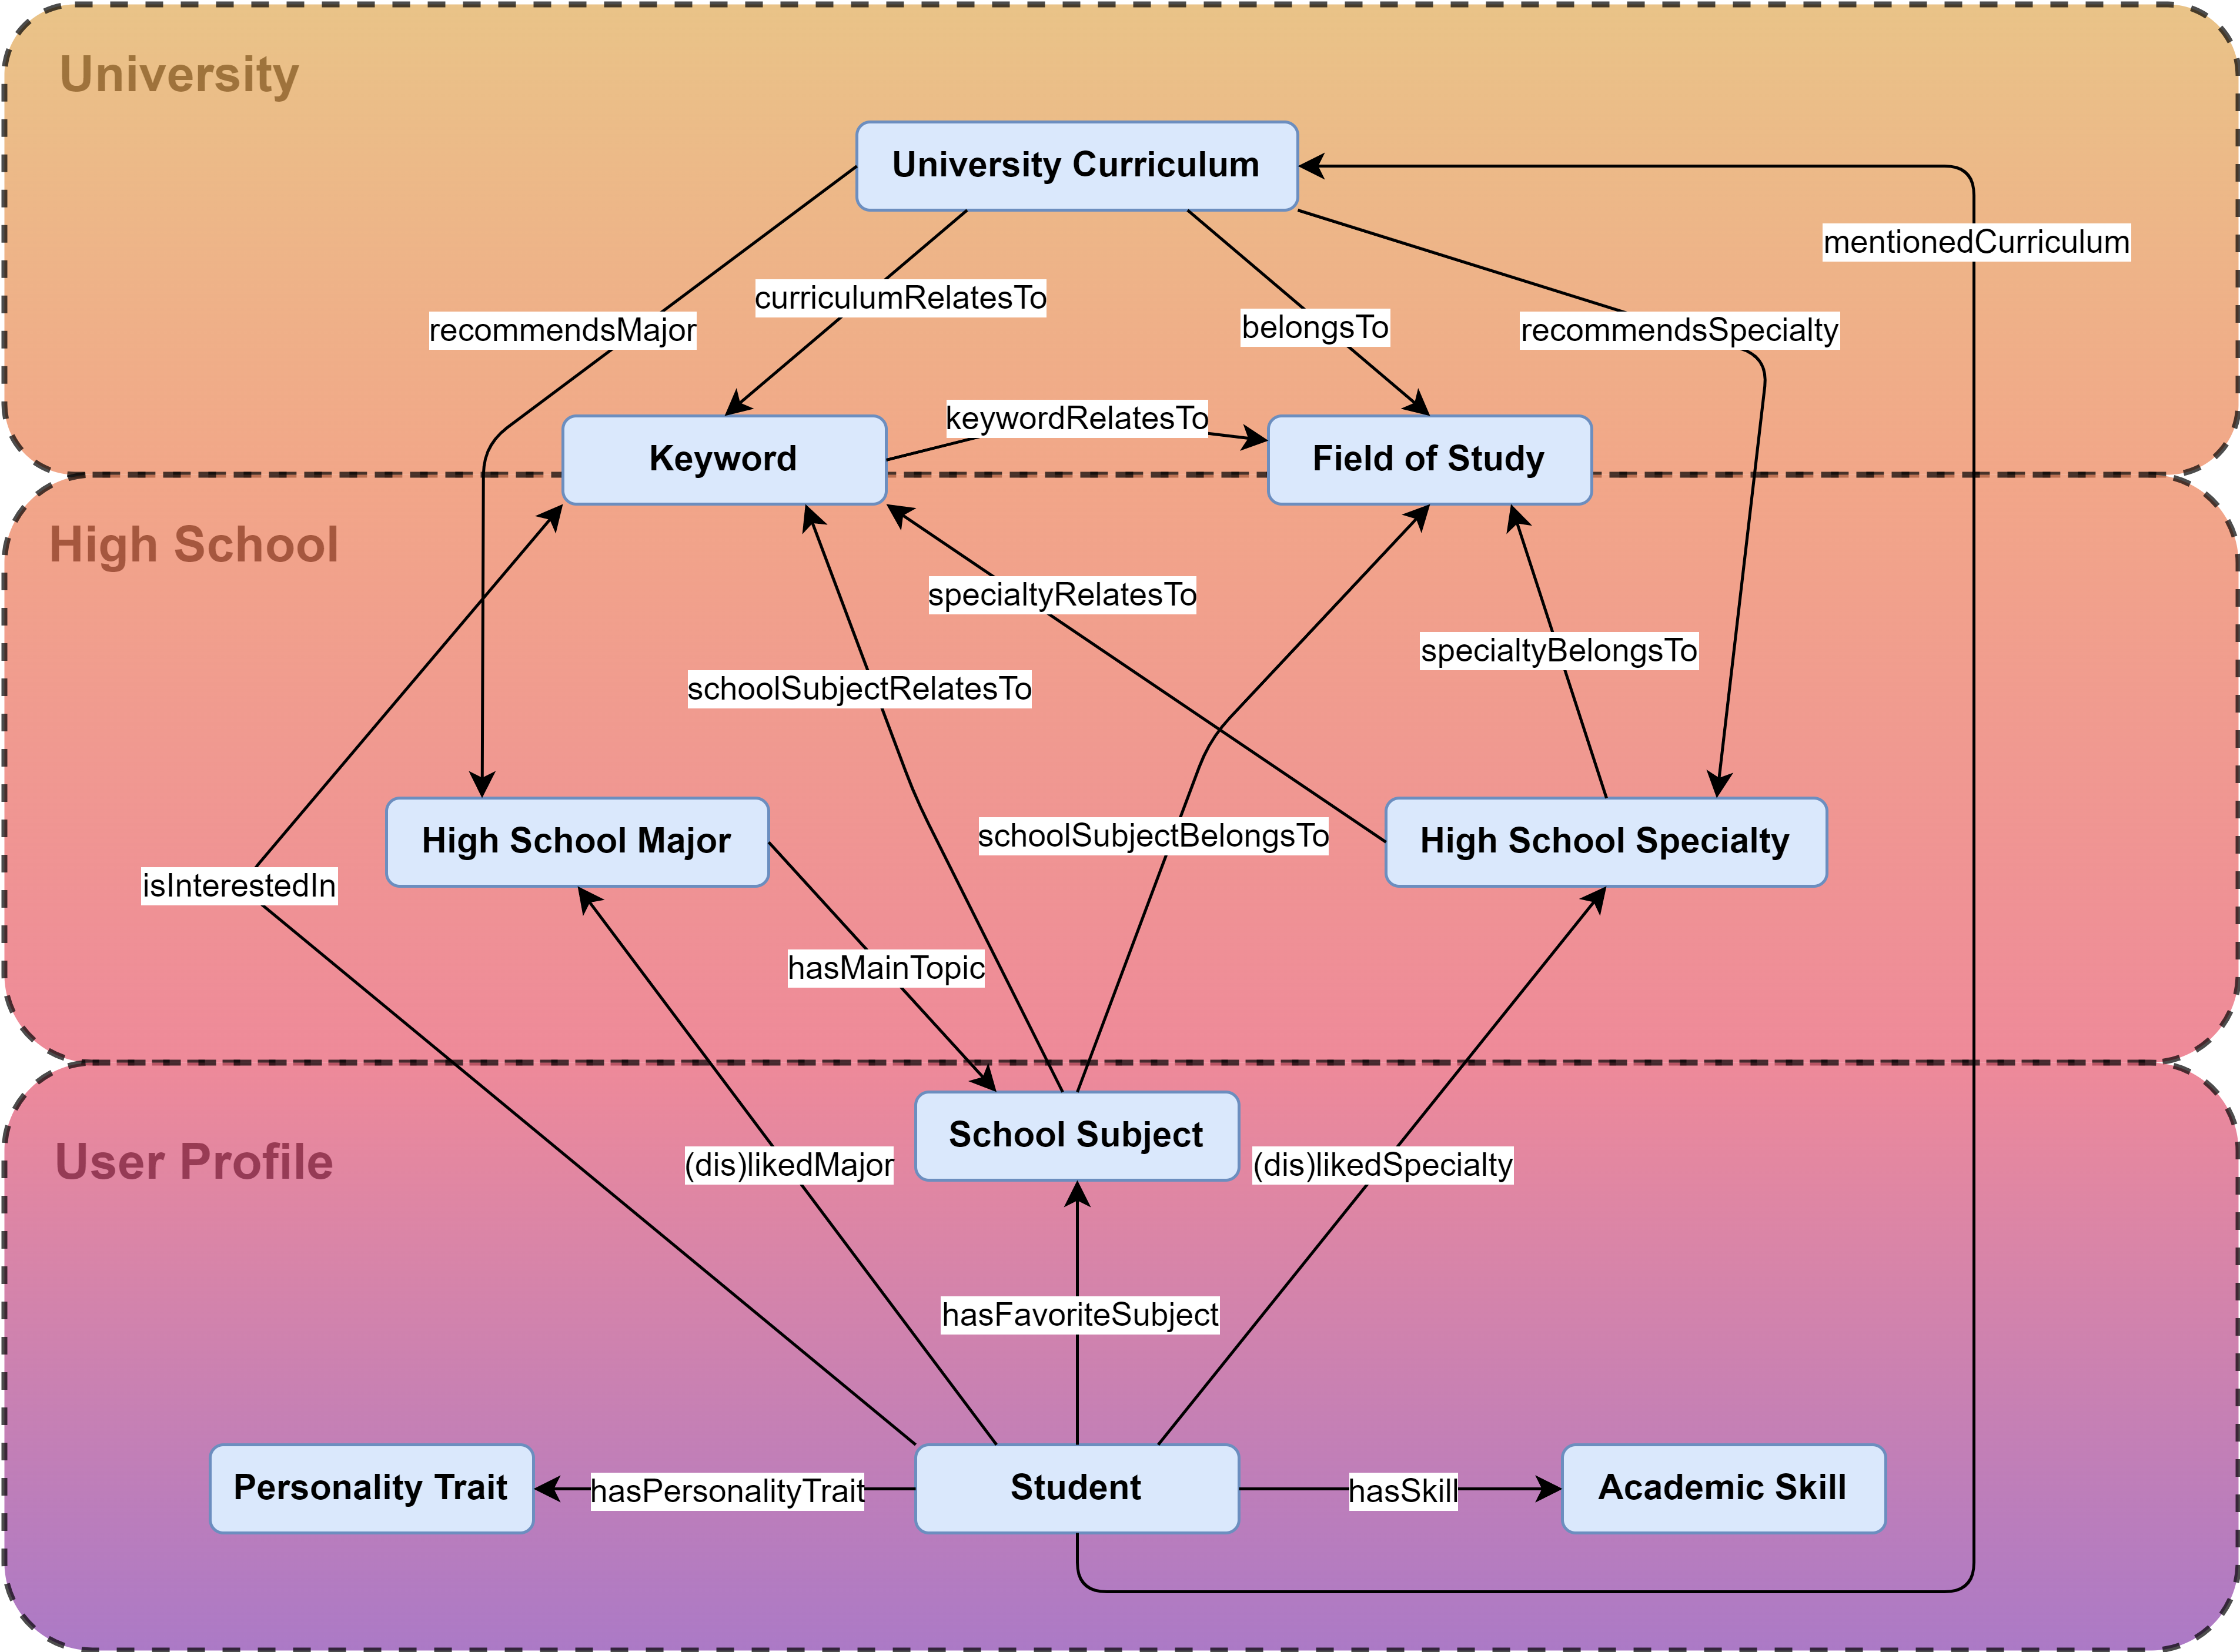 University
University Curriculum
mentionedCurriculum
curriculumRelatesTo
recommendsMajor
belongsTo
recommendsSpecialty
keywordRelatesTo
Keyword
Field of Study
High School
specialtyRelatesTo
specialtyBelongsTo
schoolSubjectRelatesTo
schoolSubjectBelongsTo
High School Major
High School Specialty
isInterestedIn
hasMainTopic
School Subject
User Profile
(dis)likedMajor
(dis)likedSpecialty
hasFavoriteSubject
Personality Trait
hasPersonalityTrait
Student
hasSkill
Academic Skill